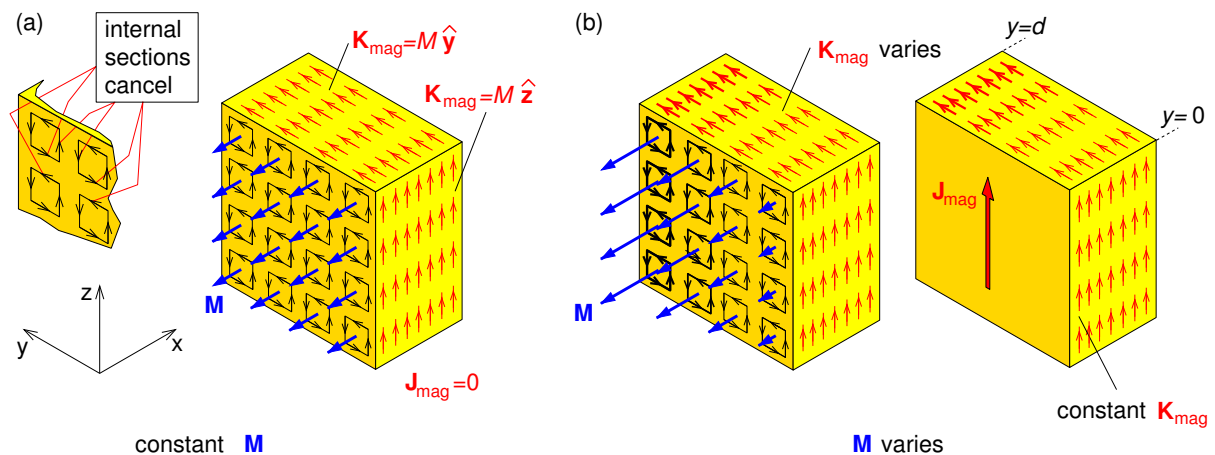 (a)
internal
sections
cancel
K_mag=M ŷ
K_mag=M ẑ
M
J_mag=0
z
y
x
constant M
(b)
K_mag varies
y=d
y= 0
J_mag
M
constant K_mag
M varies